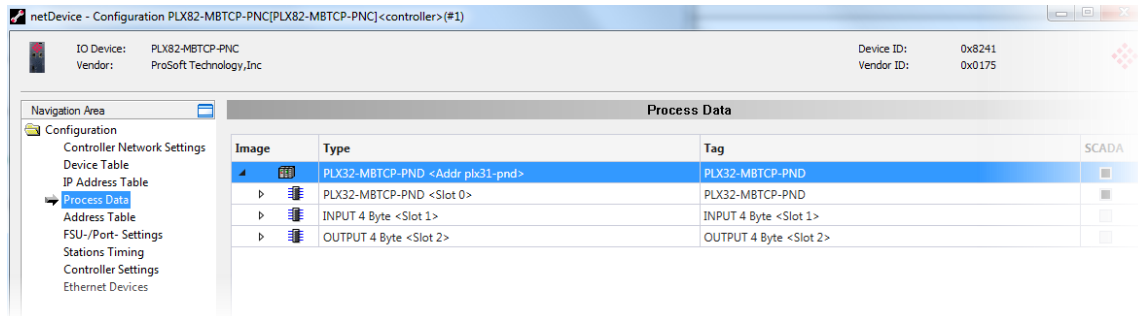 netDevice - Configuration PLX82-MBTCP-PNC[PLX82-MBTCP-PNC]<controller>(#1)
IO Device: PLX82-MBTCP-PNC Device ID: 0x8241
Vendor: ProSoft Technology,Inc Vendor ID: 0x0175
Navigation Area
Process Data
Configuration
Controller Network Settings
Device Table
IP Address Table
Process Data
Address Table
FSU-/Port- Settings
Stations Timing
Controller Settings
Ethernet Devices
Image Type Tag SCADA
PLX32-MBTCP-PND <Addr plx31-pnd> PLX32-MBTCP-PND
PLX32-MBTCP-PND <Slot 0> PLX32-MBTCP-PND
INPUT 4 Byte <Slot 1> INPUT 4 Byte <Slot 1>
OUTPUT 4 Byte <Slot 2> OUTPUT 4 Byte <Slot 2>